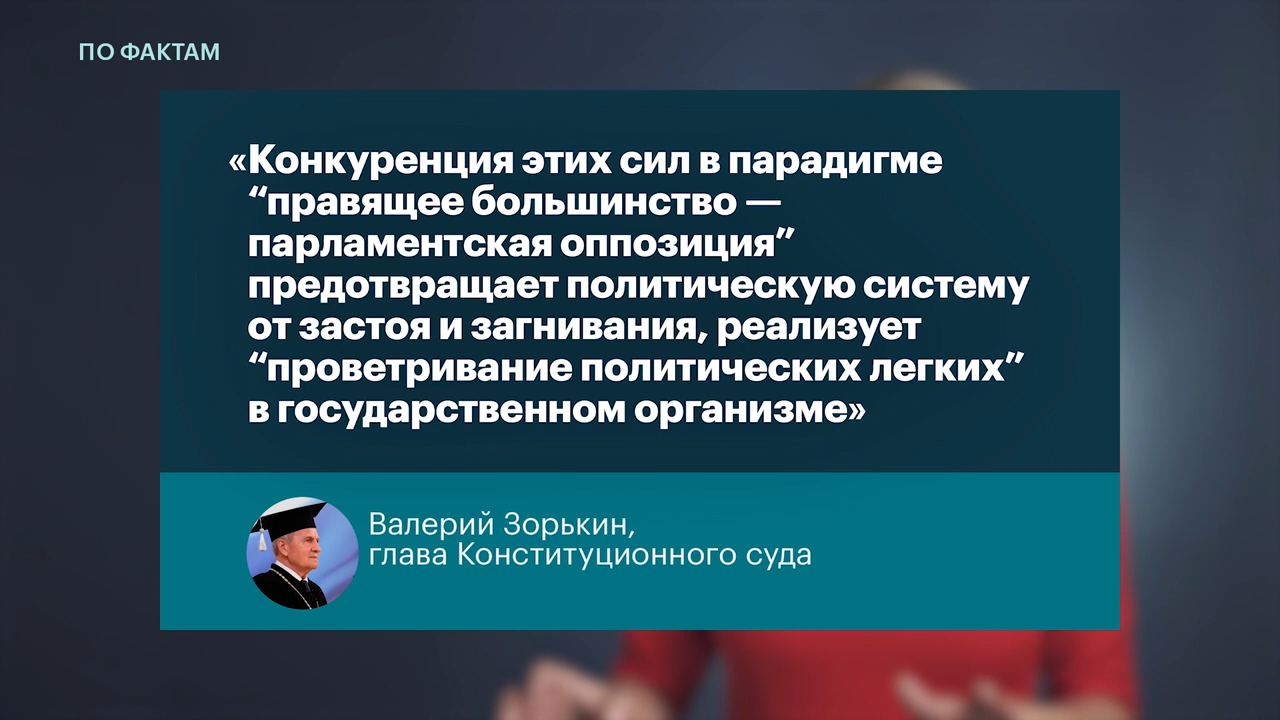 ПО ФАКТАМ
«Конкуренция этих сил в парадигме
“правящее большинство —
парламентская оппозиция”
предотвращает политическую систему
от застоя и загнивания, реализует
“проветривание политических легких”
в государственном организме»
Валерий Зорькин,
глава Конституционного суда